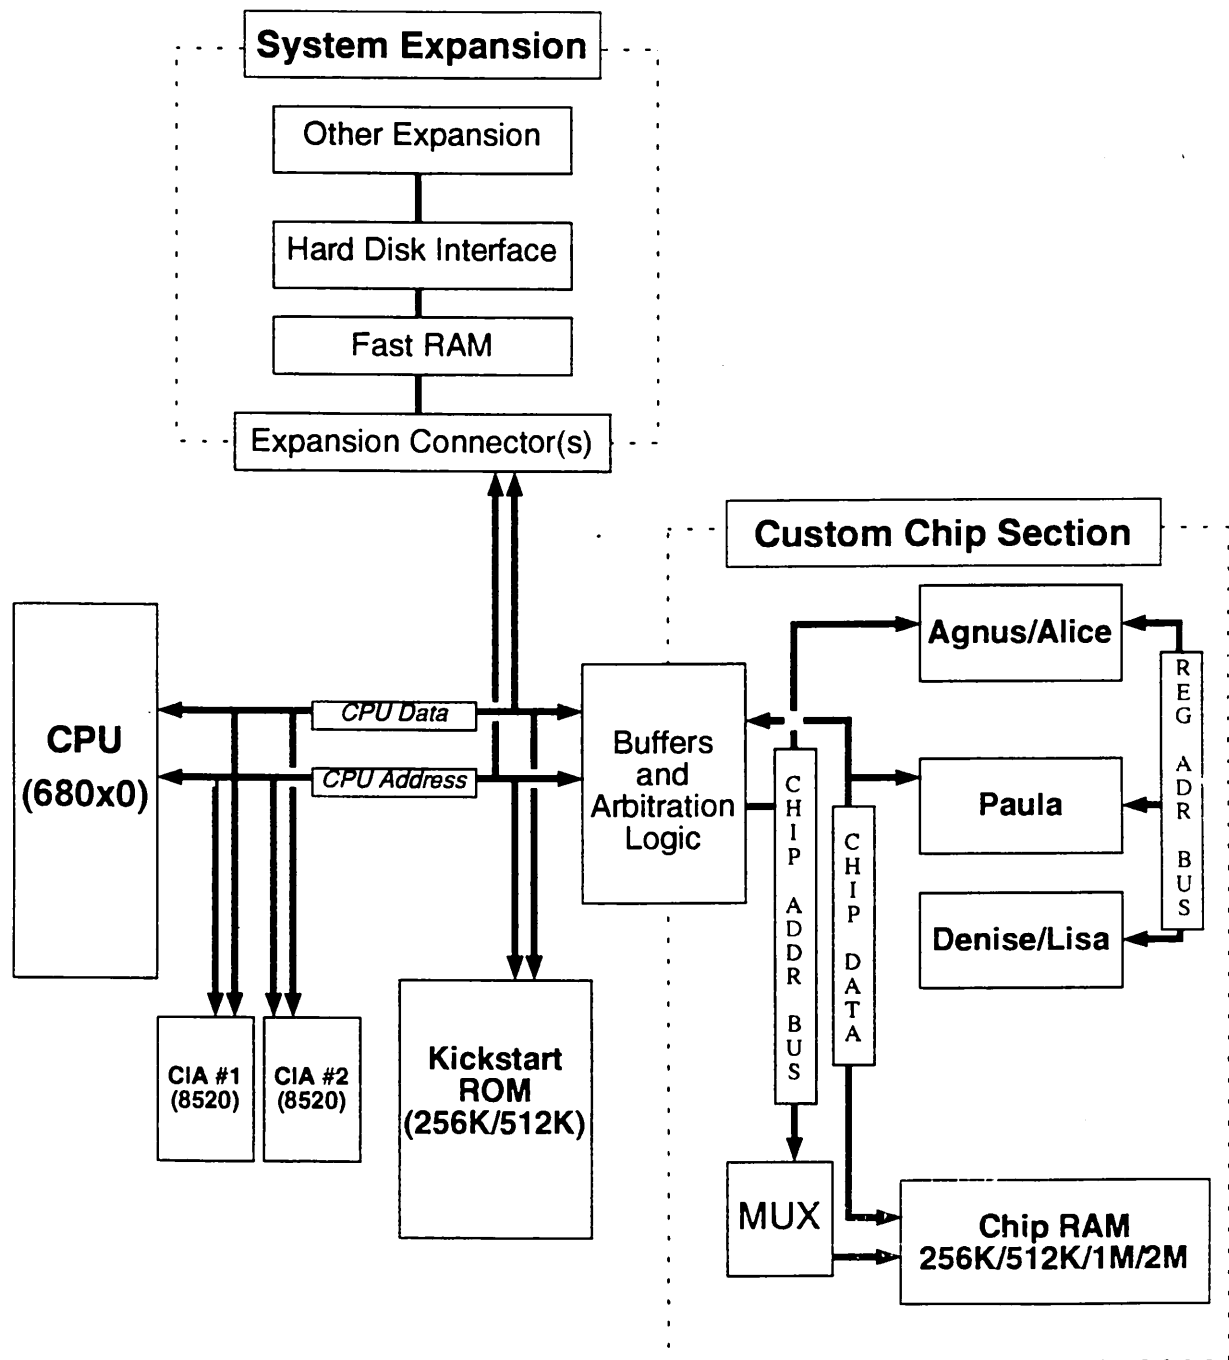 System Expansion
Other Expansion
Hard Disk Interface
Fast RAM
Expansion Connector(s)
Custom Chip Section
Agnus/Alice
REG ADR BUS
CPU
(680x0)
CPU Data
CPU Address
Buffers
and
Arbitration
Logic
CHIP ADDR BUS
CHIP DATA
Paula
Denise/Lisa
CIA #1
(8520)
CIA #2
(8520)
Kickstart
ROM
(256K/512K)
MUX
Chip RAM
256K/512K/1M/2M